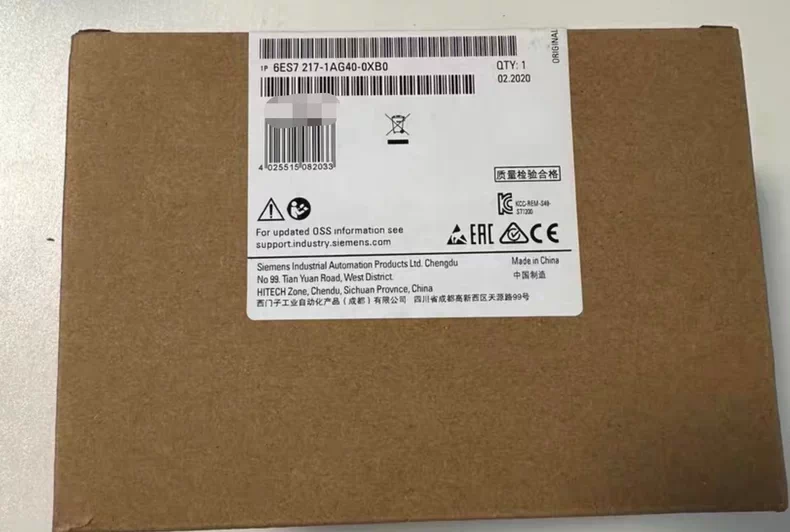 1P 6ES7 217-1AG40-0XB0
QTY: 1
02.2020
ORIGINAL
4 025515 082033
质量检验合格
KCC-REM-S49-
ST1200
For updated OSS information see
support.industry.siemens.com
EAC CE
Siemens Industrial Automation Products Ltd. Chengdu
No 99. Tian Yuan Road, West District.
HITECH Zone, Chendu, Sichuan Provnce, China
西门子工业自动化产品（成都）有限公司 四川省成都高新西区天源路99号
Made in China
中国制造